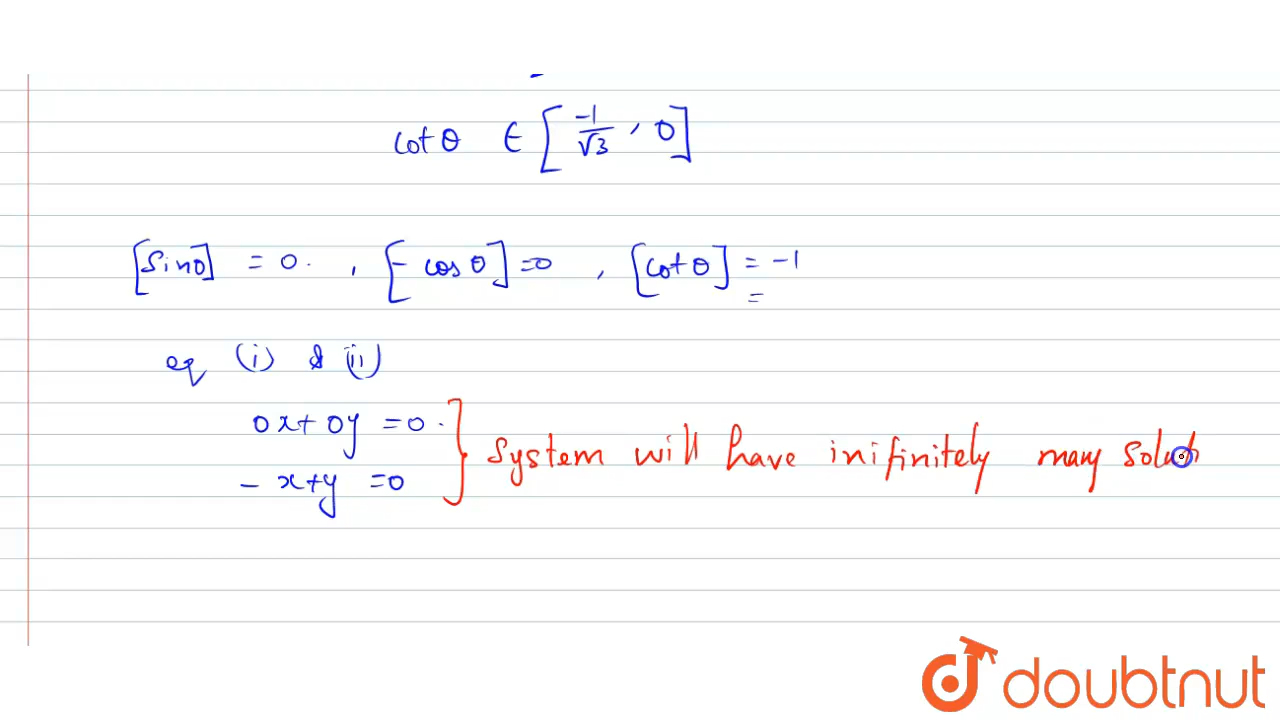 cot θ ∈ [-1/√3, 0]
[Sinθ] = 0. , [- cos θ] =0 , [cot θ] = -1
=
eq (i) & (ii)
0x+ 0y =0.
- x+y =0
System will have inifinitely many Solut
doubtnut